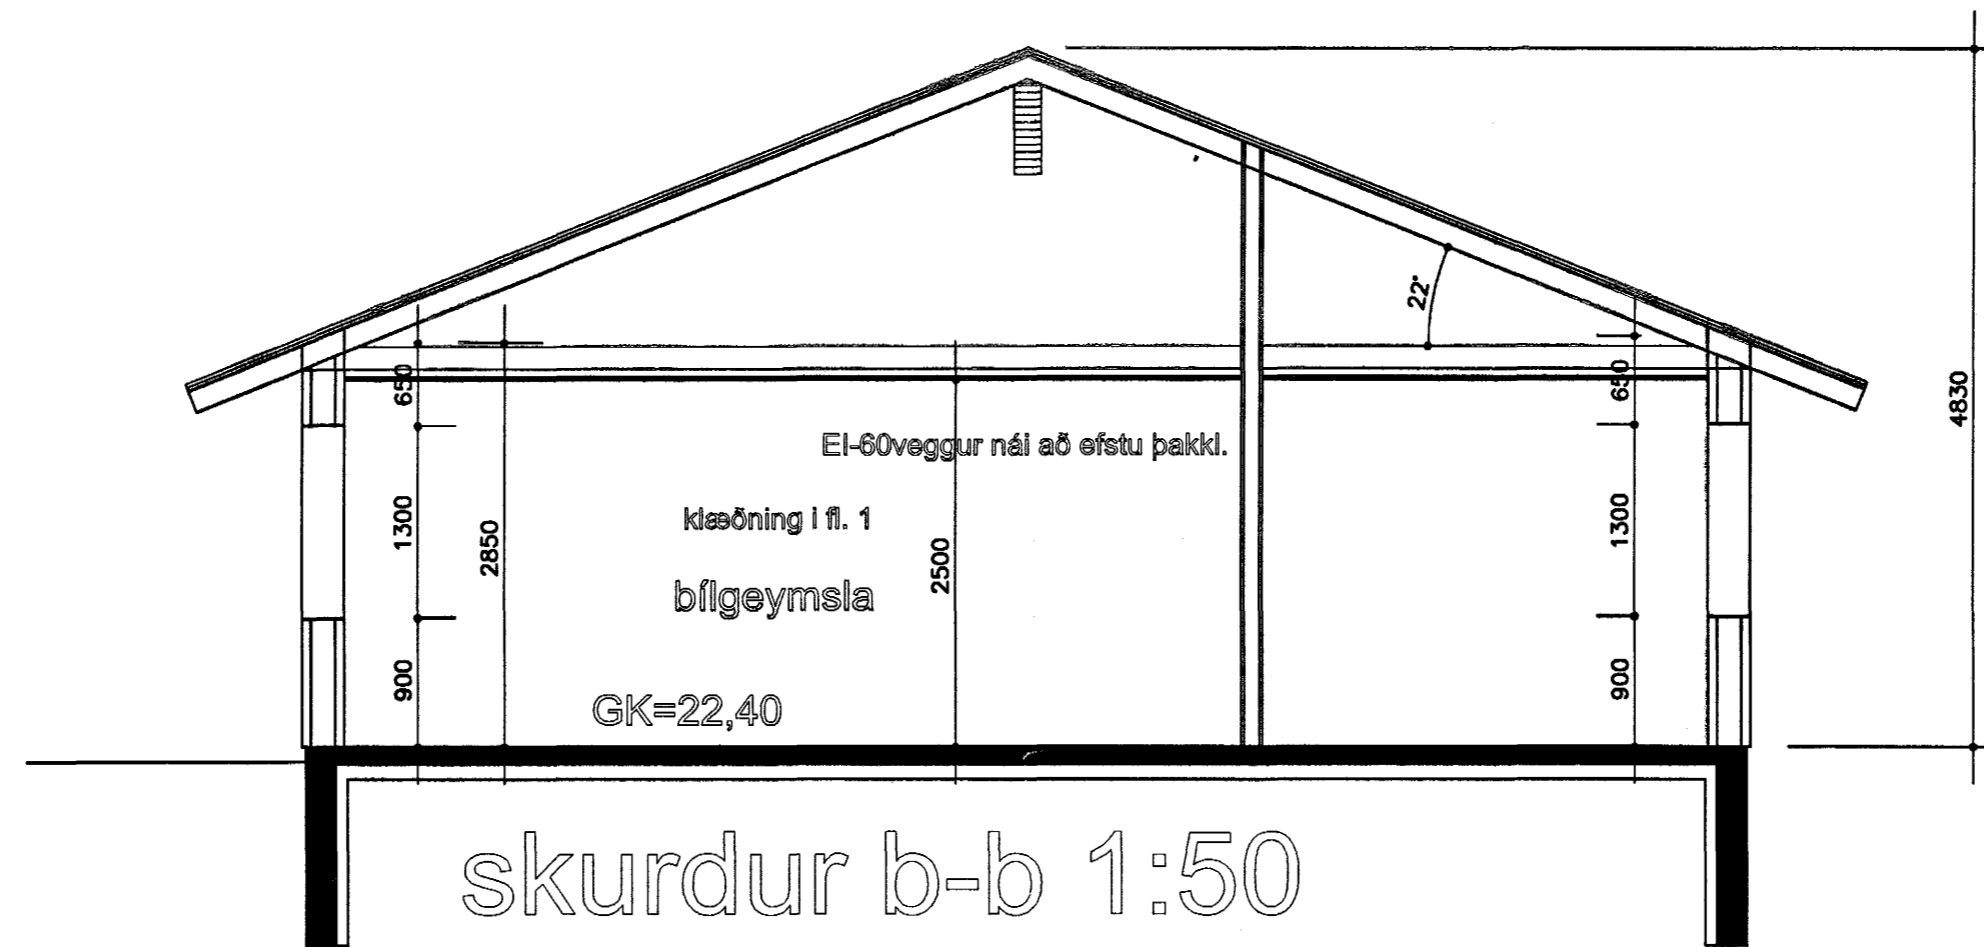 22°
4830
650
650
EI-60veggur nái að efstu þakkl.
klæðning i fl. 1
1300
2850
2500
1300
bílgeymsla
900
900
GK=22,40
skurdur b-b 1:50